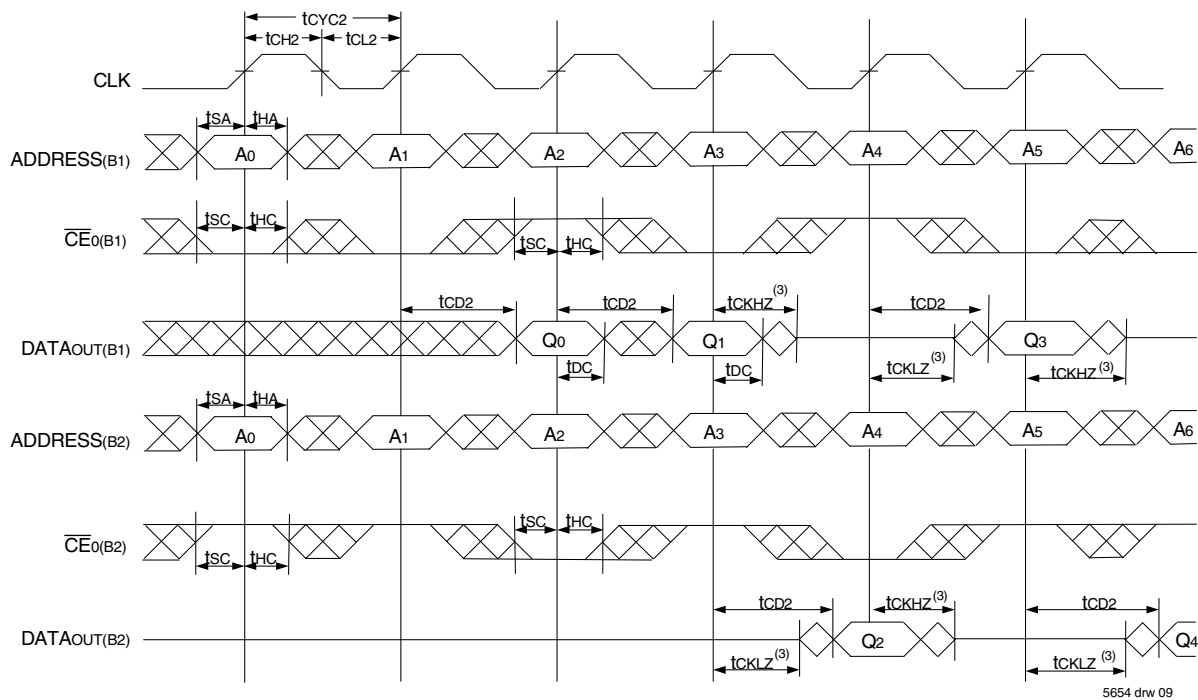 tCYC2
tCH2 tCL2
CLK
tSA tHA
ADDRESS(B1) A0 A1 A2 A3 A4 A5 A6
tSC tHC
CE0(B1)
tSC tHC
tCD2 tCD2 tCKHZ(3) tCD2
DATAOUT(B1) Q0 Q1 Q3
tDC tDC tCKLZ(3) tCKHZ(3)
tSA tHA
ADDRESS(B2) A0 A1 A2 A3 A4 A5 A6
tSC tHC
CE0(B2)
tSC tHC
tCD2 tCKHZ(3) tCD2
DATAOUT(B2) Q2 Q4
tCKLZ(3) tCKLZ(3)
5654 drw 09